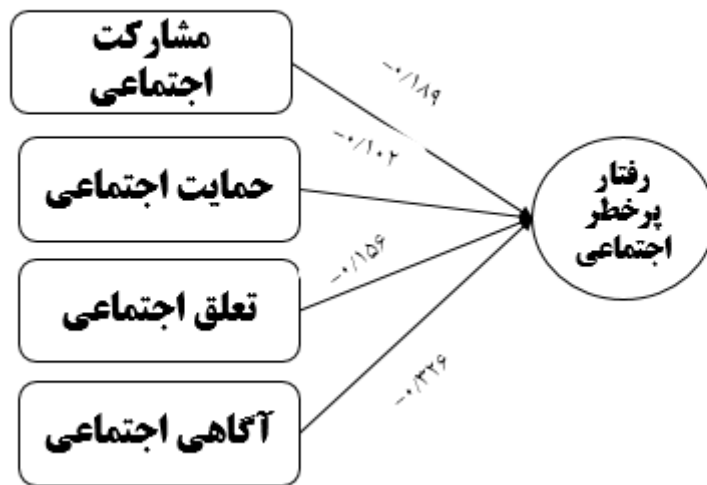 مشارکت
اجتماعی
-۰/۱۸۹
-۰/۱۰۲
حمایت اجتماعی
رفتار
پرخطر
اجتماعی
-۰/۱۵۶
تعلق اجتماعی
-۰/۳۲۶
آگاهی اجتماعی